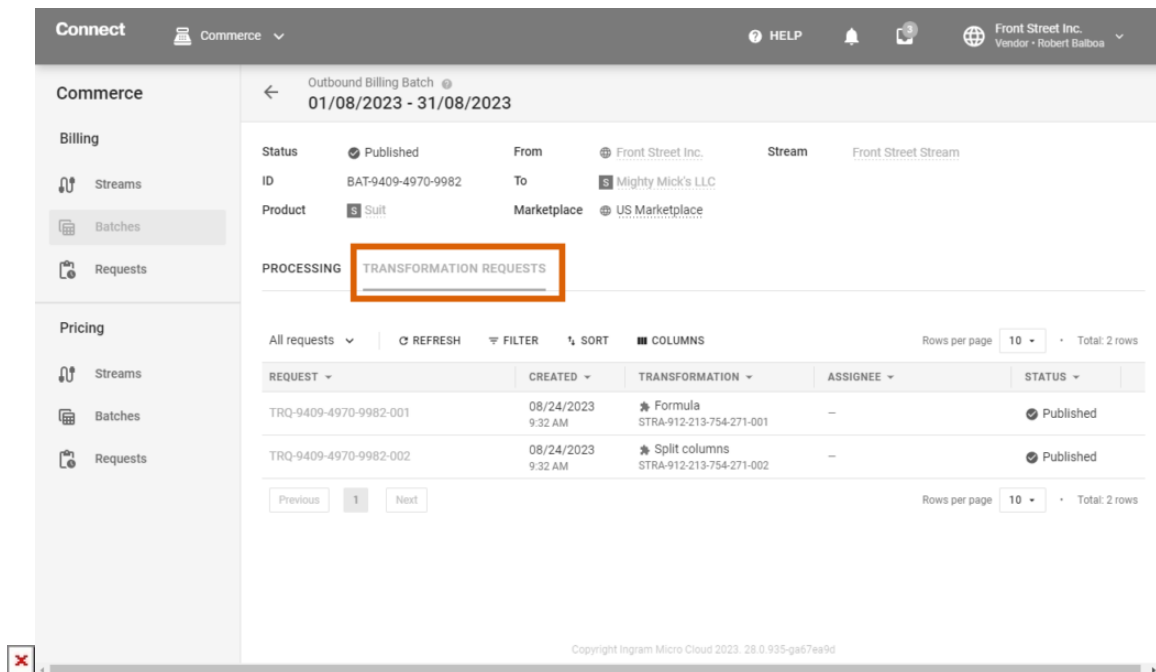 Connect
Commerce
HELP
3
Front Street Inc.
Vendor • Robert Balboa
Commerce
Billing
Streams
Batches
Requests
Pricing
Streams
Batches
Requests
Outbound Billing Batch
01/08/2023 - 31/08/2023
Status Published From Front Street Inc. Stream Front Street Stream
ID BAT-9409-4970-9982 To S Mighty Mick's LLC
Product S Suit Marketplace US Marketplace
PROCESSING TRANSFORMATION REQUESTS
All requests REFRESH FILTER SORT COLUMNS Rows per page 10 • Total: 2 rows
REQUEST CREATED TRANSFORMATION ASSIGNEE STATUS
TRQ-9409-4970-9982-001 08/24/2023 Formula – Published
9:32 AM STRA-912-213-754-271-001
TRQ-9409-4970-9982-002 08/24/2023 Split columns – Published
9:32 AM STRA-912-213-754-271-002
Previous 1 Next Rows per page 10 • Total: 2 rows
Copyright Ingram Micro Cloud 2023. 28.0.935-ga67ea9d